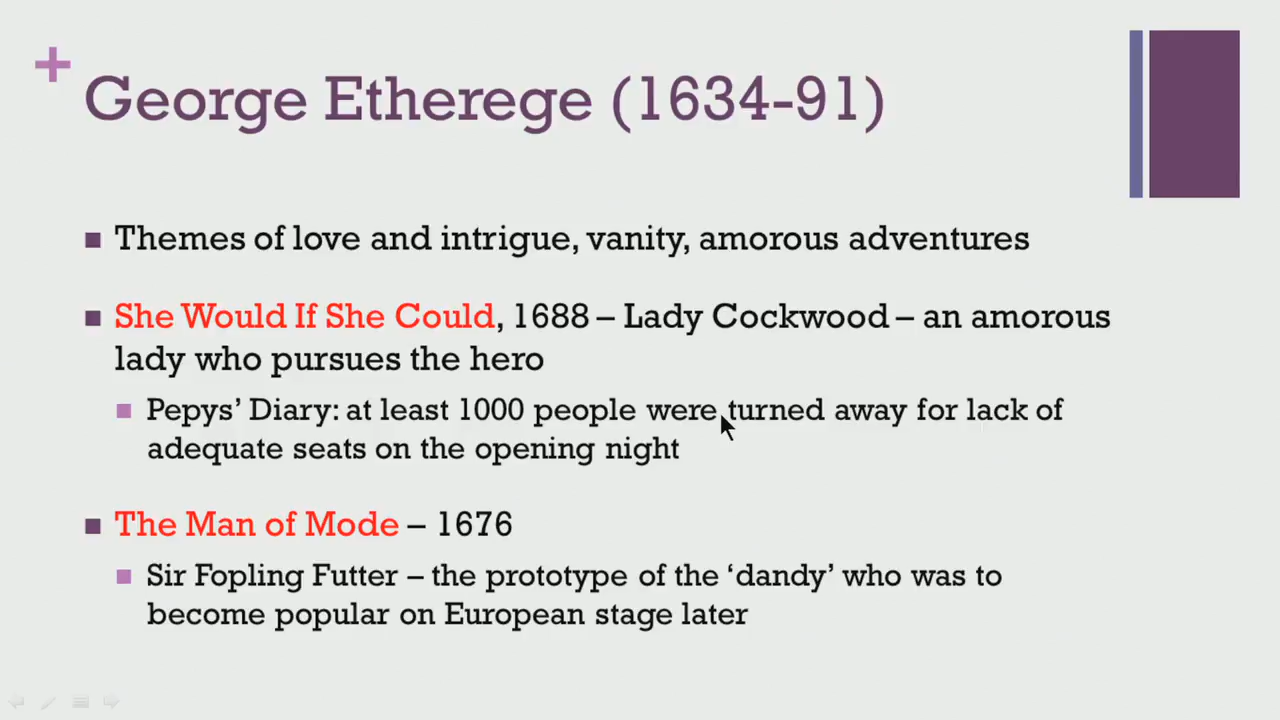 George Etherege (1634-91)
Themes of love and intrigue, vanity, amorous adventures
She Would If She Could, 1688 – Lady Cockwood – an amorous
lady who pursues the hero
Pepys’ Diary: at least 1000 people were turned away for lack of
adequate seats on the opening night
The Man of Mode – 1676
Sir Fopling Futter – the prototype of the ‘dandy’ who was to
become popular on European stage later